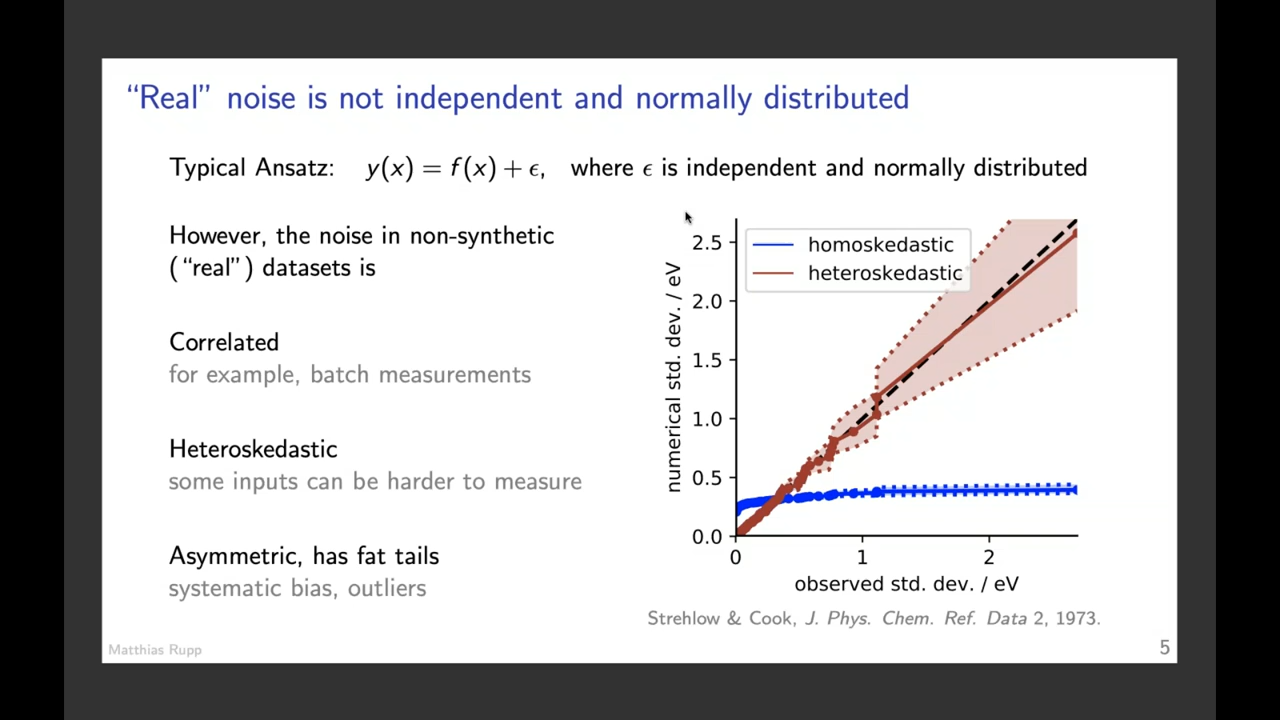 “Real” noise is not independent and normally distributed
Typical Ansatz: y(x) = f(x) + ϵ, where ϵ is independent and normally distributed
However, the noise in non-synthetic
(“real”) datasets is
Correlated
for example, batch measurements
Heteroskedastic
some inputs can be harder to measure
Asymmetric, has fat tails
systematic bias, outliers
homoskedastic
heteroskedastic
numerical std. dev. / eV
2.5
2.0
1.5
1.0
0.5
0.0
0 1 2
observed std. dev. / eV
Strehlow & Cook, J. Phys. Chem. Ref. Data 2, 1973.
Matthias Rupp
5